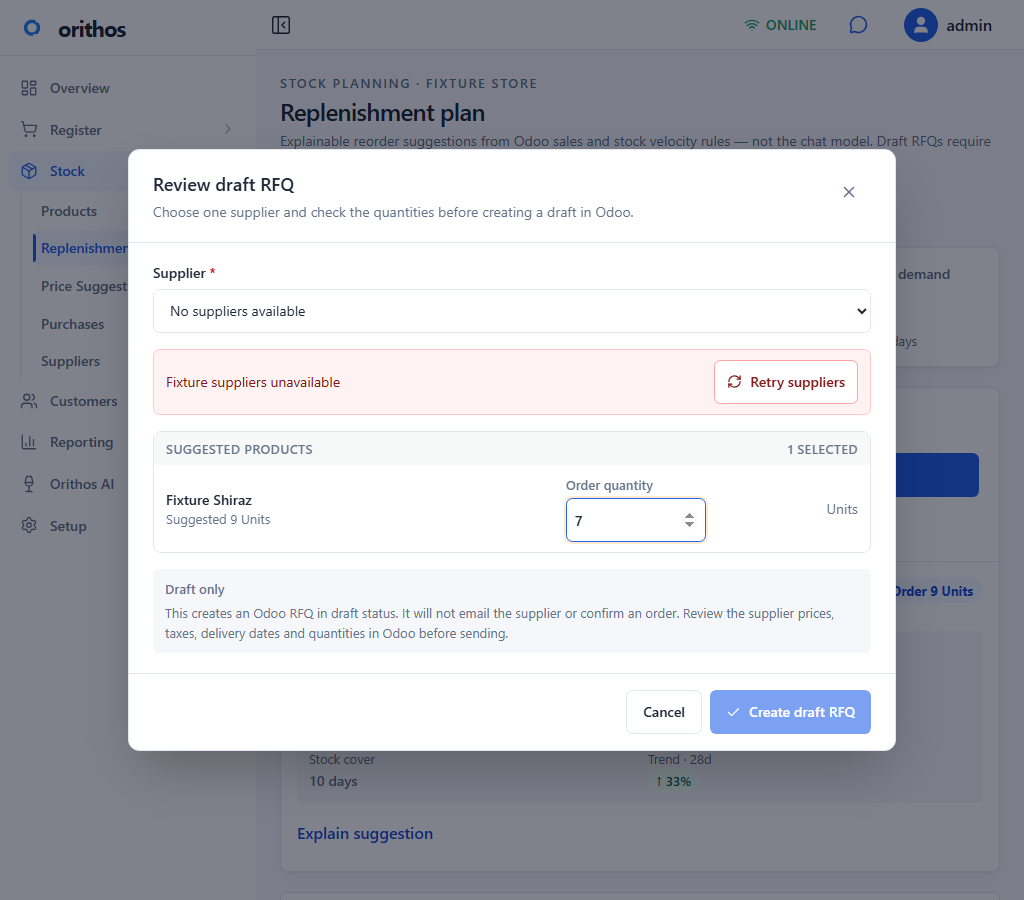 orithos
ONLINE
admin
Overview
Register
Stock
Products
Replenishmen
Price Suggest
Purchases
Suppliers
Customers
Reporting
Orithos AI
Setup
STOCK PLANNING · FIXTURE STORE
Replenishment plan
Explainable reorder suggestions from Odoo sales and stock velocity rules — not the chat model. Draft RFQs require
demand
days
Order 9 Units
Review draft RFQ
Choose one supplier and check the quantities before creating a draft in Odoo.
Supplier *
No suppliers available
Fixture suppliers unavailable
Retry suppliers
SUGGESTED PRODUCTS
1 SELECTED
Fixture Shiraz
Suggested 9 Units
Order quantity
7
Units
Draft only
This creates an Odoo RFQ in draft status. It will not email the supplier or confirm an order. Review the supplier prices,
taxes, delivery dates and quantities in Odoo before sending.
Cancel
Create draft RFQ
Stock cover
10 days
Trend · 28d
↑ 33%
Explain suggestion